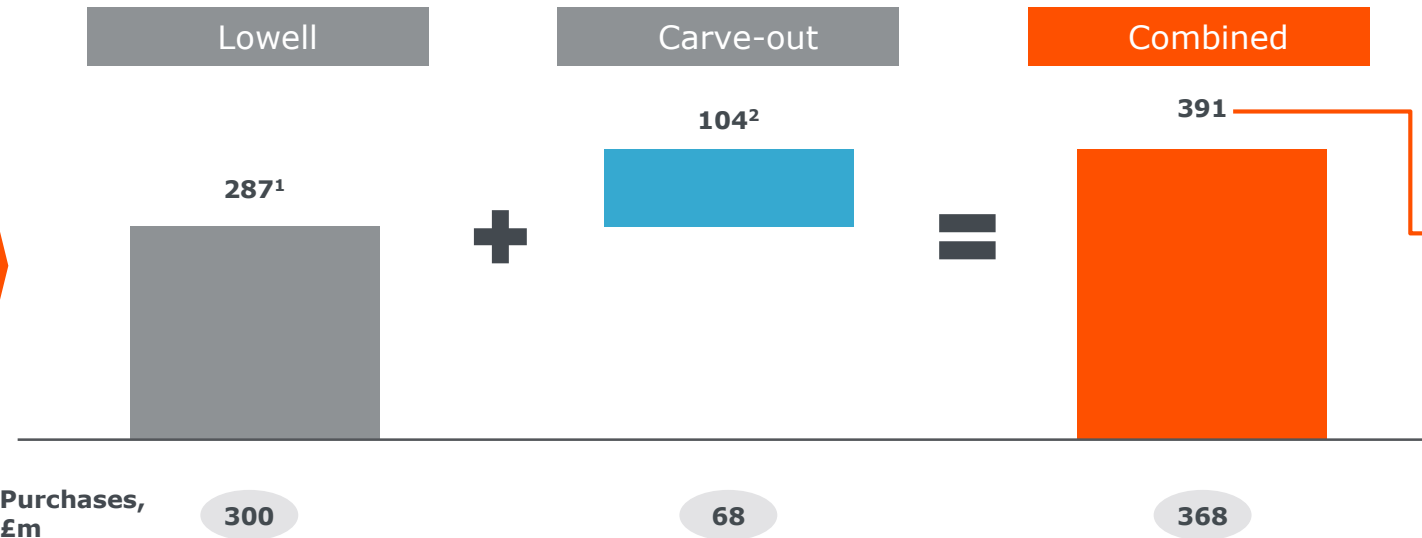 Lowell
Carve-out
Combined
391
104²
287¹
Purchases,
£m
300
68
368